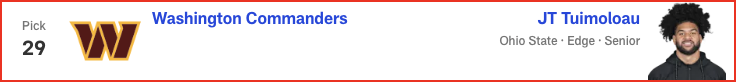 Pick
29
Washington Commanders
JT Tuimoloau
Ohio State · Edge · Senior